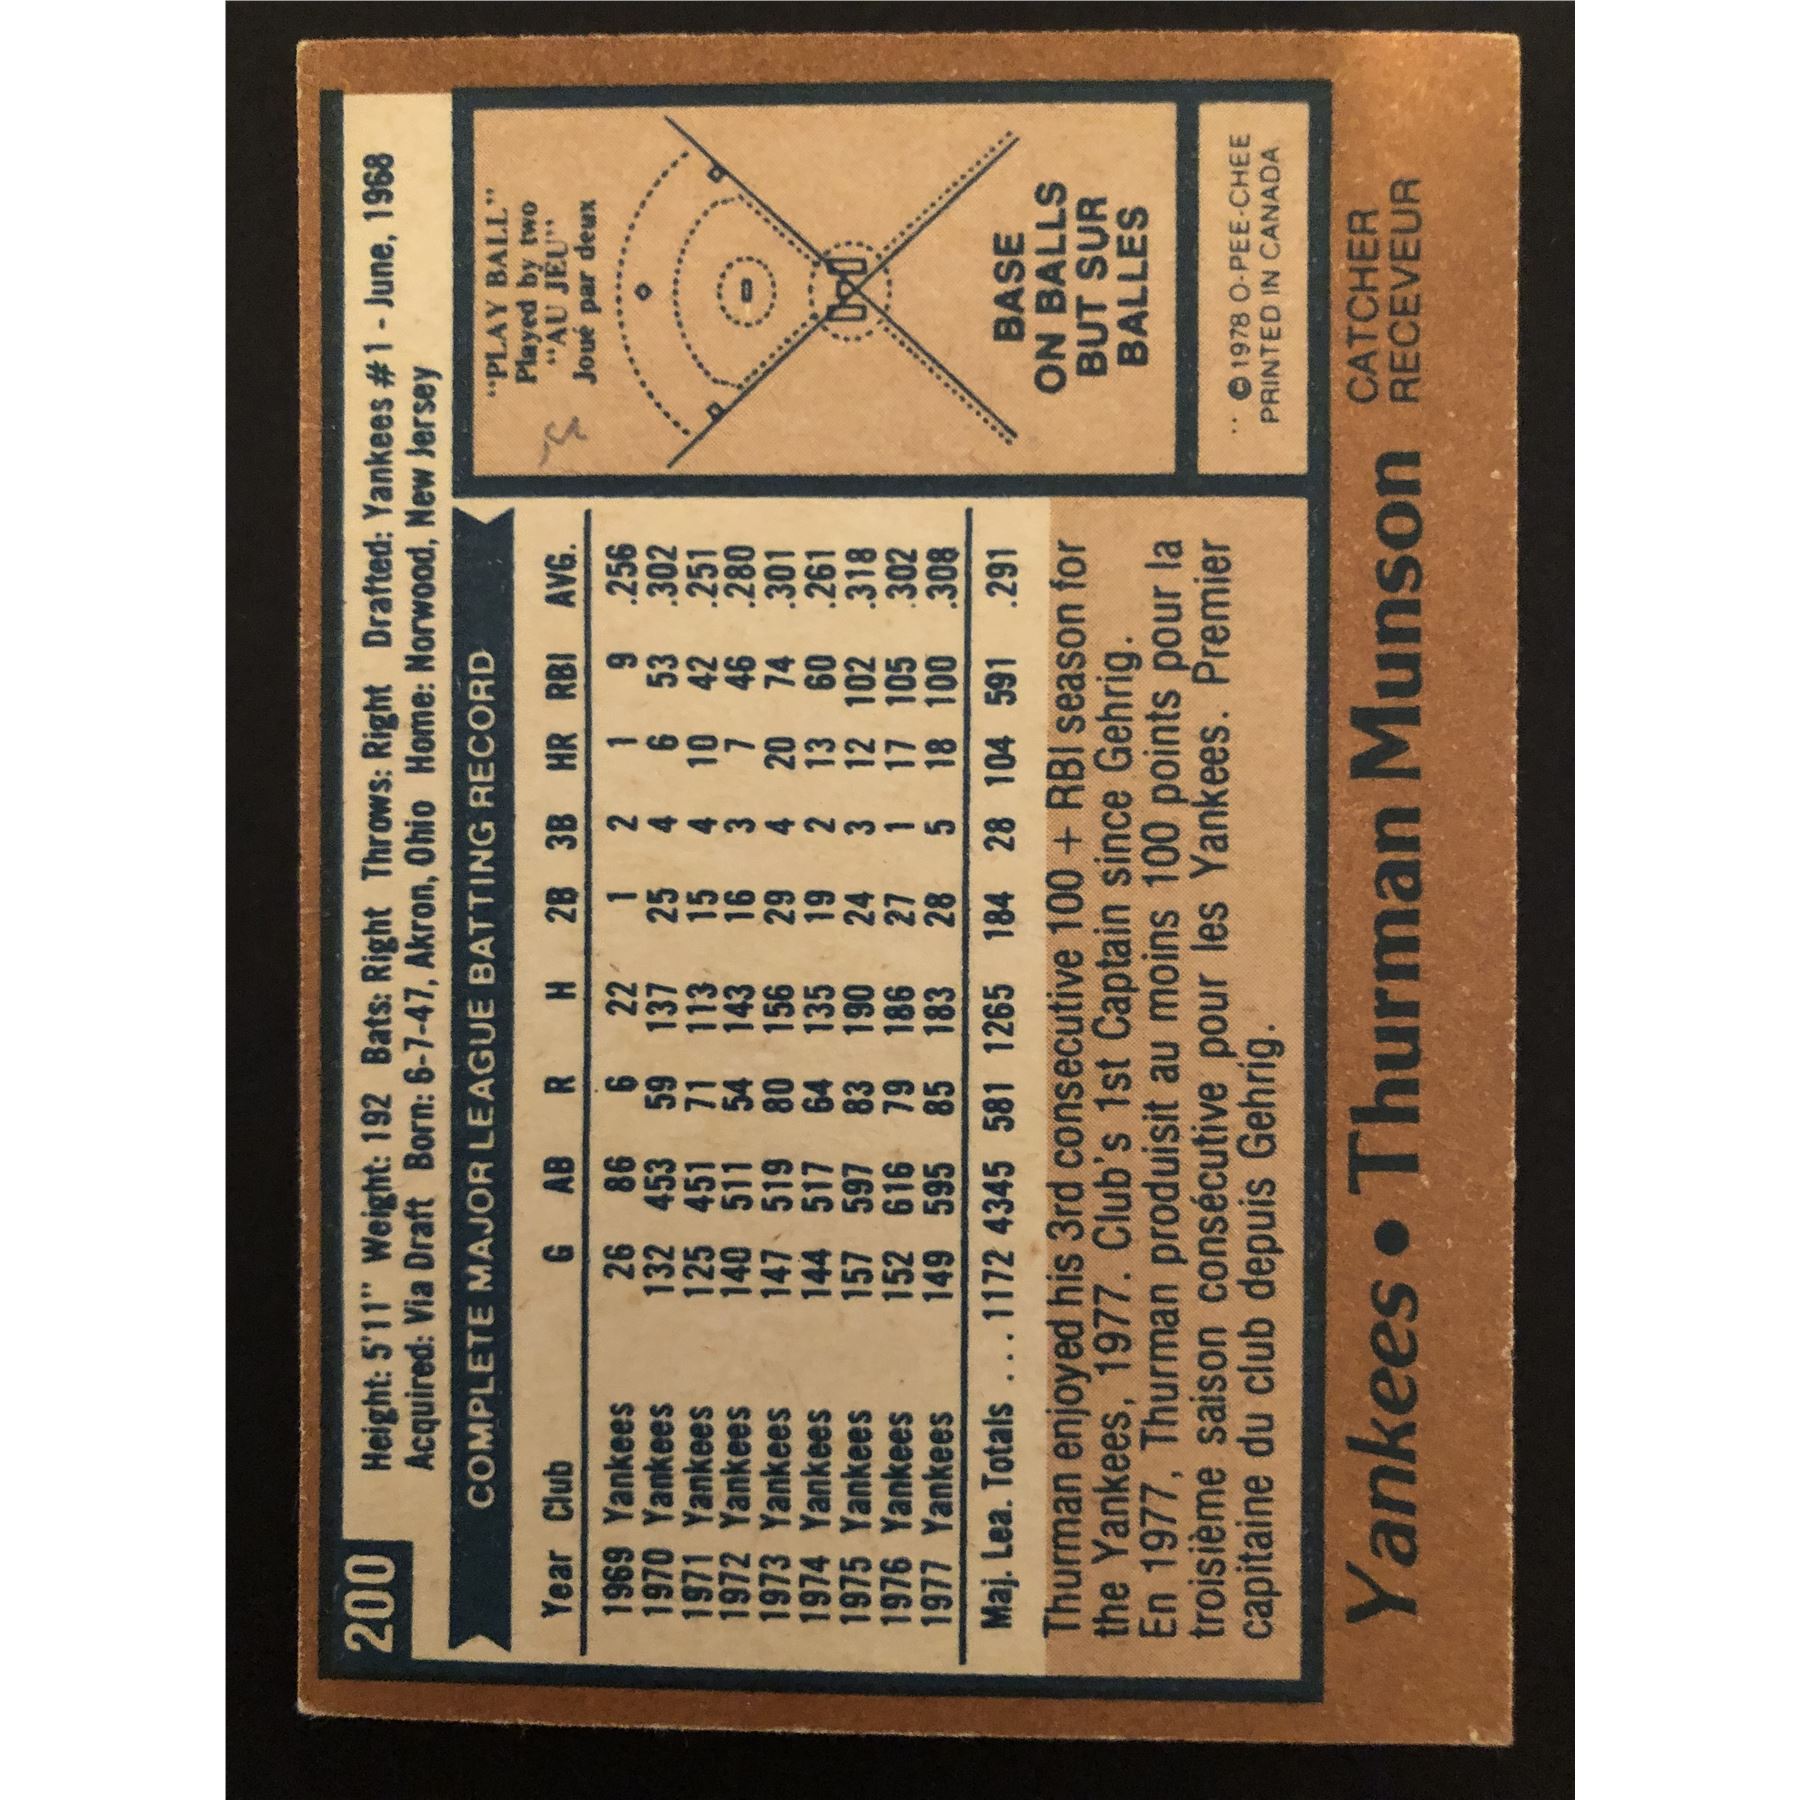 200
Height: 5'11" Weight: 192 Bats: Right Throws: Right Drafted: Yankees #1 - June, 1968
Acquired: Via Draft Born: 6-7-47, Akron, Ohio Home: Norwood, New Jersey
COMPLETE MAJOR LEAGUE BATTING RECORD
Year Club G AB R H 2B 3B HR RBI AVG.
1969 Yankees 26 86 6 22 1 2 1 9 .256
1970 Yankees 132 453 59 137 25 4 6 53 .302
1971 Yankees 125 451 71 113 15 4 10 42 .251
1972 Yankees 140 511 54 143 16 3 7 46 .280
1973 Yankees 147 519 80 156 29 4 20 74 .301
1974 Yankees 144 517 64 135 19 2 13 60 .261
1975 Yankees 157 597 83 190 24 3 12 102 .318
1976 Yankees 152 616 79 186 27 1 17 105 .302
1977 Yankees 149 595 85 183 28 5 18 100 .308
Maj. Lea. Totals ... 1172 4345 581 1265 184 28 104 591 .291
Thurman enjoyed his 3rd consecutive 100 + RBI season for
the Yankees, 1977. Club's 1st Captain since Gehrig.
En 1977, Thurman produisit au moins 100 points pour la
troisième saison consécutive pour les Yankees. Premier
capitaine du club depuis Gehrig.
"PLAY BALL"
Played by two
"AU JEU"
Joué par deux
BASE
ON BALLS
BUT SUR
BALLES
·· © 1978 O-PEE-CHEE
PRINTED IN CANADA
Yankees • Thurman Munson
CATCHER
RECEVEUR